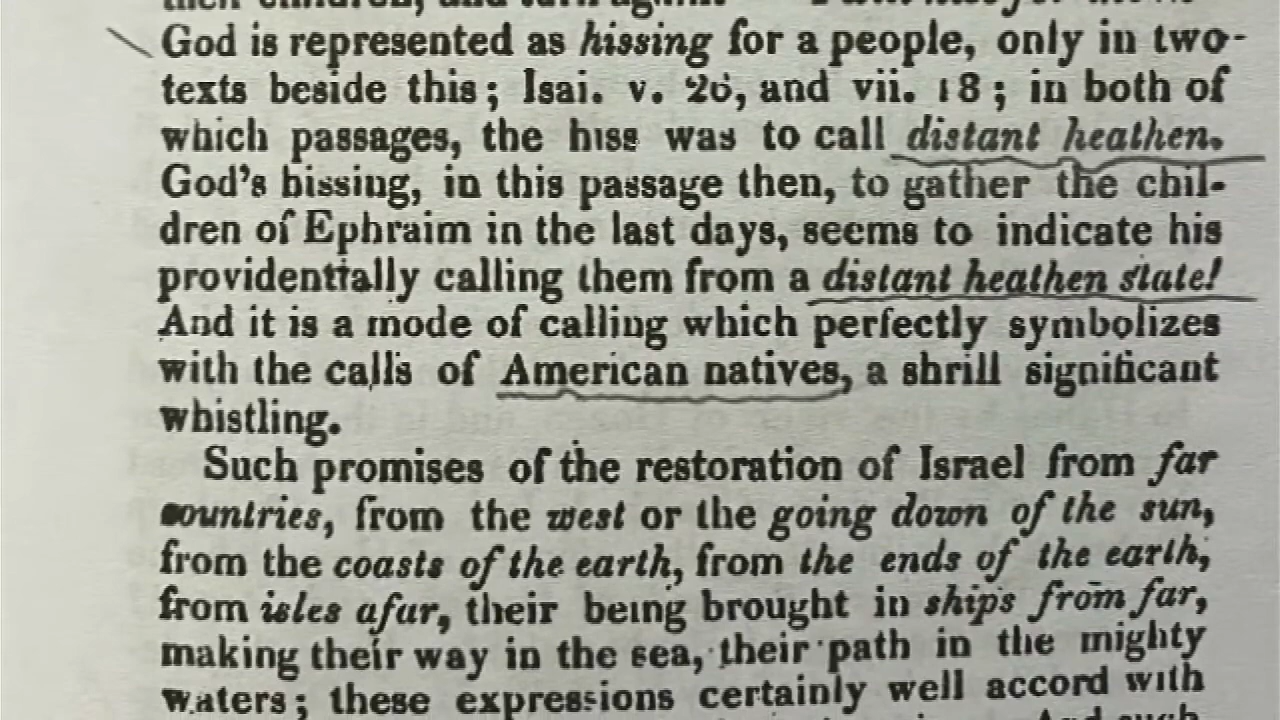 God is represented as hissing for a people, only in two-
texts beside this; Isai. v. 26, and vii. 18; in both of
which passages, the hiss was to call distant heathen.
God's hissing, in this passage then, to gather the chil-
dren of Ephraim in the last days, seems to indicate his
providentially calling them from a distant heathen state!
And it is a mode of calling which perfectly symbolizes
with the calls of American natives, a shrill significant
whistling.
Such promises of the restoration of Israel from far
countries, from the west or the going down of the sun,
from the coasts of the earth, from the ends of the earth,
from isles afar, their being brought in ships from far,
making their way in the sea, their path in the mighty
waters; these expressions certainly well accord with
And such